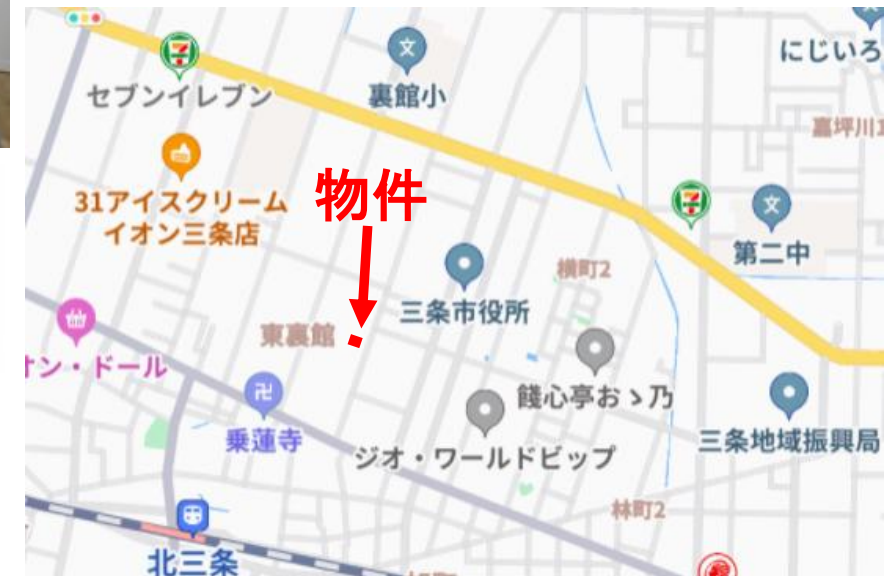 セブンイレブン
裏館小
にじいろ
嘉坪川
31アイスクリーム
イオン三条店
物件
第二中
横町2
三条市役所
東裏館
オン・ドール
乗蓮寺
餞心亭おゝ乃
ジオ・ワールドビップ
三条地域振興局
林町2
北三条